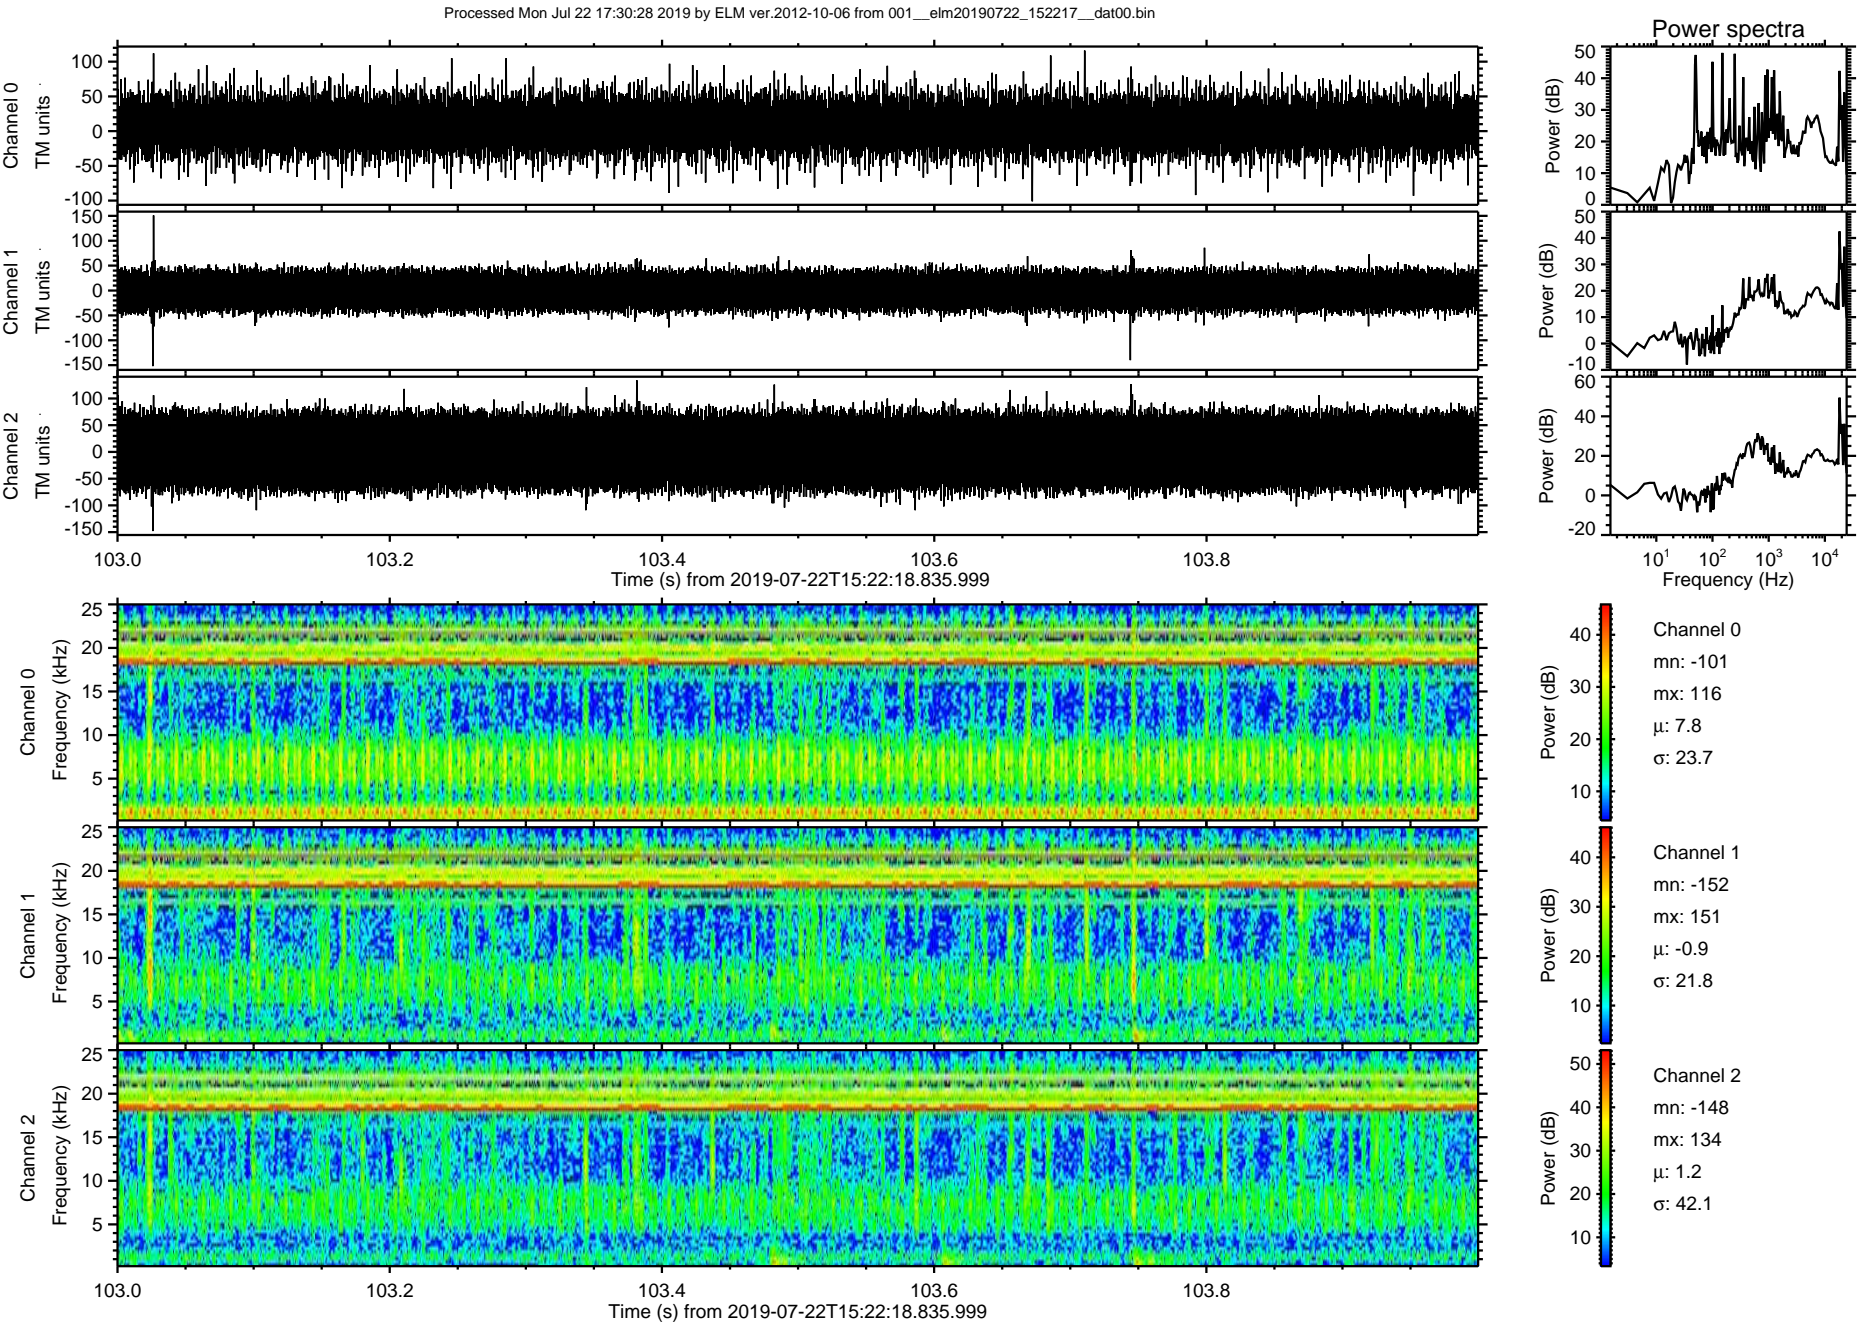 Processed Mon Jul 22 17:30:28 2019 by ELM ver.2012-10-06 from 001__elm20190722_152217__dat00.bin
Power spectra
Channel 0
TM units
100
50
0
-50
-100
Power (dB)
50
40
30
20
10
0
Channel 1
TM units
150
100
50
0
-50
-100
-150
Power (dB)
50
40
30
20
10
0
-10
Channel 2
TM units
100
50
0
-50
-100
-150
Power (dB)
60
40
20
0
-20
103.0 103.2 103.4 103.6 103.8
Time (s) from 2019-07-22T15:22:18.835.999
10¹ 10² 10³ 10⁴
Frequency (Hz)
Channel 0
Frequency (kHz)
25
20
15
10
5
Power (dB)
40
30
20
10
Channel 0
mn: -101
mx: 116
μ: 7.8
σ: 23.7
Channel 1
Frequency (kHz)
25
20
15
10
5
Power (dB)
40
30
20
10
Channel 1
mn: -152
mx: 151
μ: -0.9
σ: 21.8
Channel 2
Frequency (kHz)
25
20
15
10
5
Power (dB)
50
40
30
20
10
Channel 2
mn: -148
mx: 134
μ: 1.2
σ: 42.1
103.0 103.2 103.4 103.6 103.8
Time (s) from 2019-07-22T15:22:18.835.999